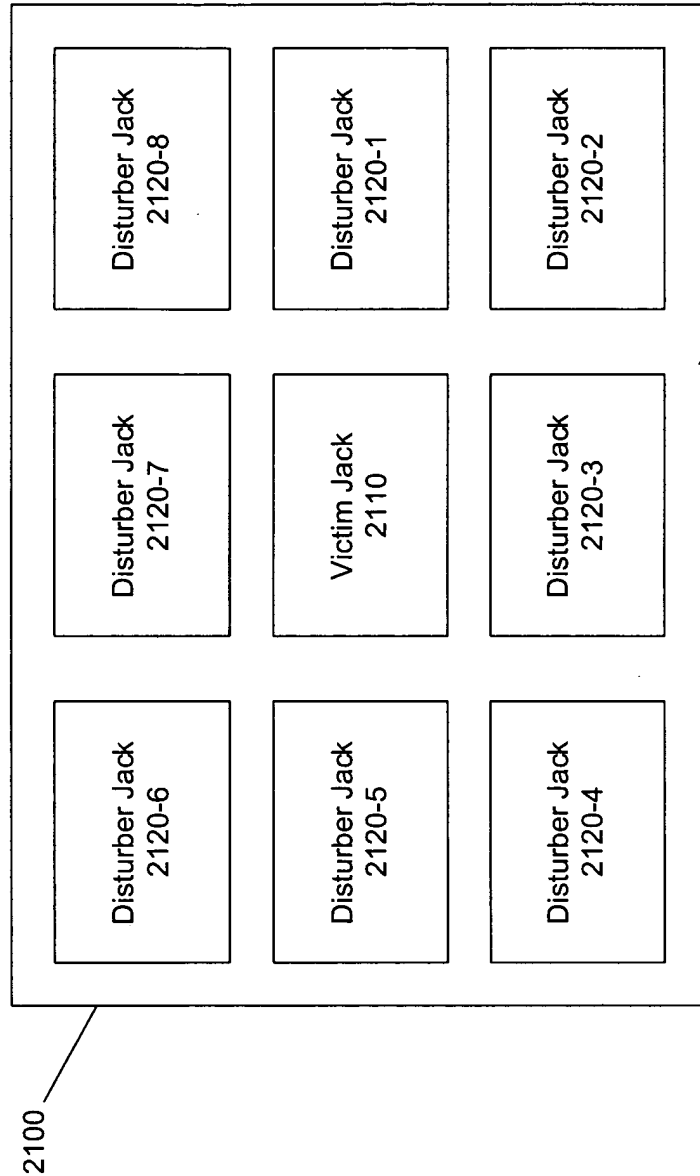 2100
Disturber Jack
2120-6
Disturber Jack
2120-7
Disturber Jack
2120-8
Disturber Jack
2120-5
Victim Jack
2110
Disturber Jack
2120-1
Disturber Jack
2120-4
Disturber Jack
2120-3
Disturber Jack
2120-2